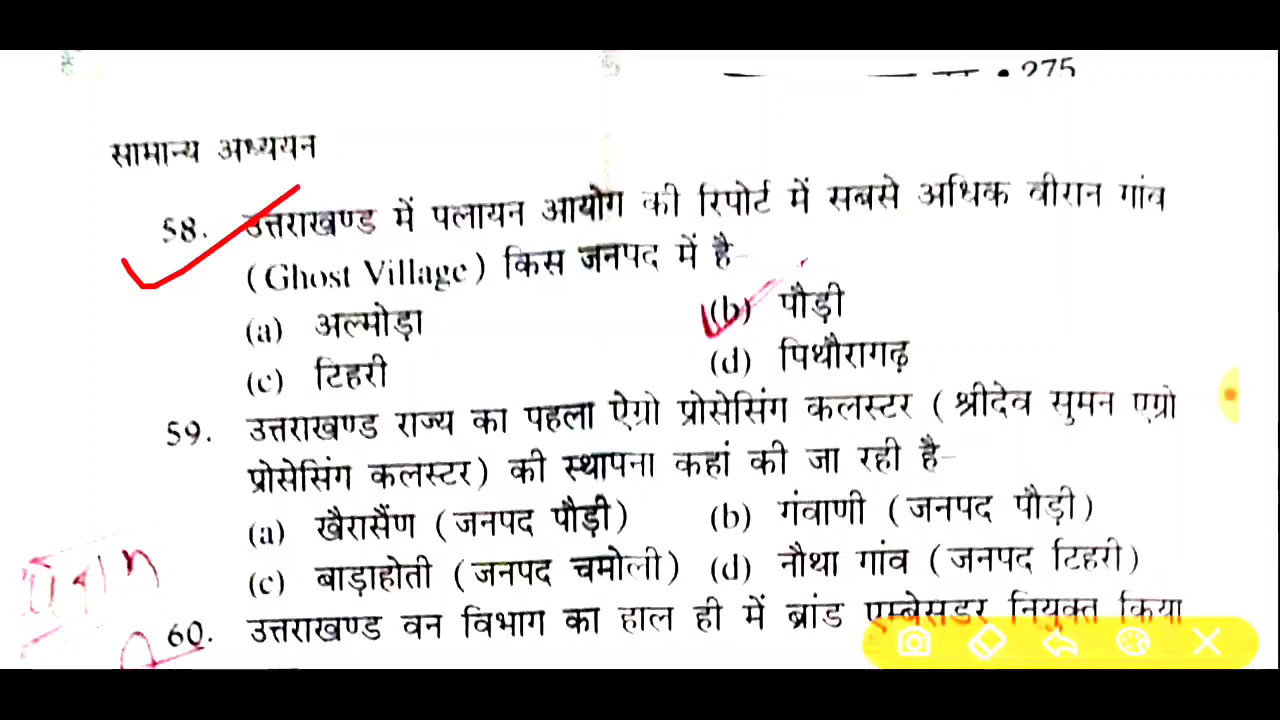 275
सामान्य अध्ययन
58. उत्तराखण्ड में पलायन आयोग की रिपोर्ट में सबसे अधिक वीरान गांव
(Ghost Village) किस जनपद में है–
(a) अल्मोड़ा (b) पौड़ी
(c) टिहरी (d) पिथौरागढ़
59. उत्तराखण्ड राज्य का पहला ऐग्रो प्रोसेसिंग कलस्टर (श्रीदेव सुमन एग्रो
प्रोसेसिंग कलस्टर) की स्थापना कहां की जा रही है–
(a) खैरासैंण (जनपद पौड़ी) (b) गंवाणी (जनपद पौड़ी)
(c) बाड़ाहोती (जनपद चमोली) (d) नौथा गांव (जनपद टिहरी)
60. उत्तराखण्ड वन विभाग का हाल ही में ब्रांड एम्बेसडर नियुक्त किया